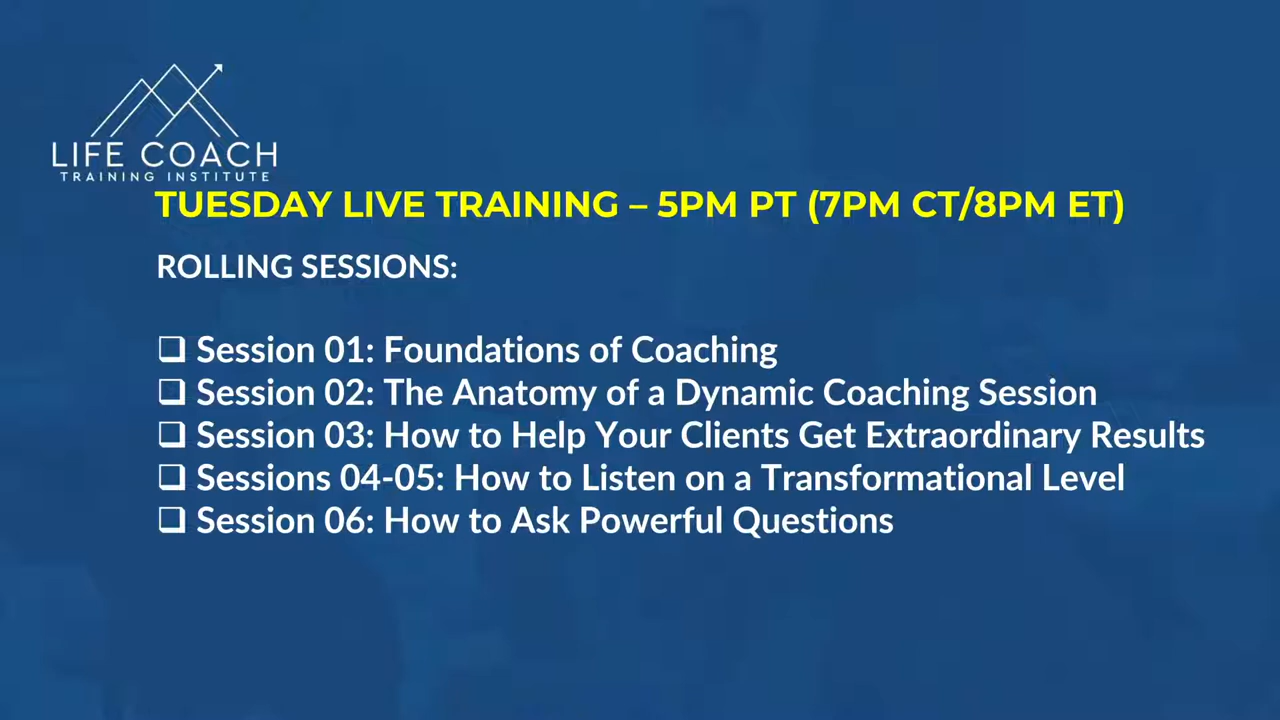 LIFE COACH
TRAINING INSTITUTE
TUESDAY LIVE TRAINING – 5PM PT (7PM CT/8PM ET)
ROLLING SESSIONS:
❑ Session 01: Foundations of Coaching
❑ Session 02: The Anatomy of a Dynamic Coaching Session
❑ Session 03: How to Help Your Clients Get Extraordinary Results
❑ Sessions 04-05: How to Listen on a Transformational Level
❑ Session 06: How to Ask Powerful Questions